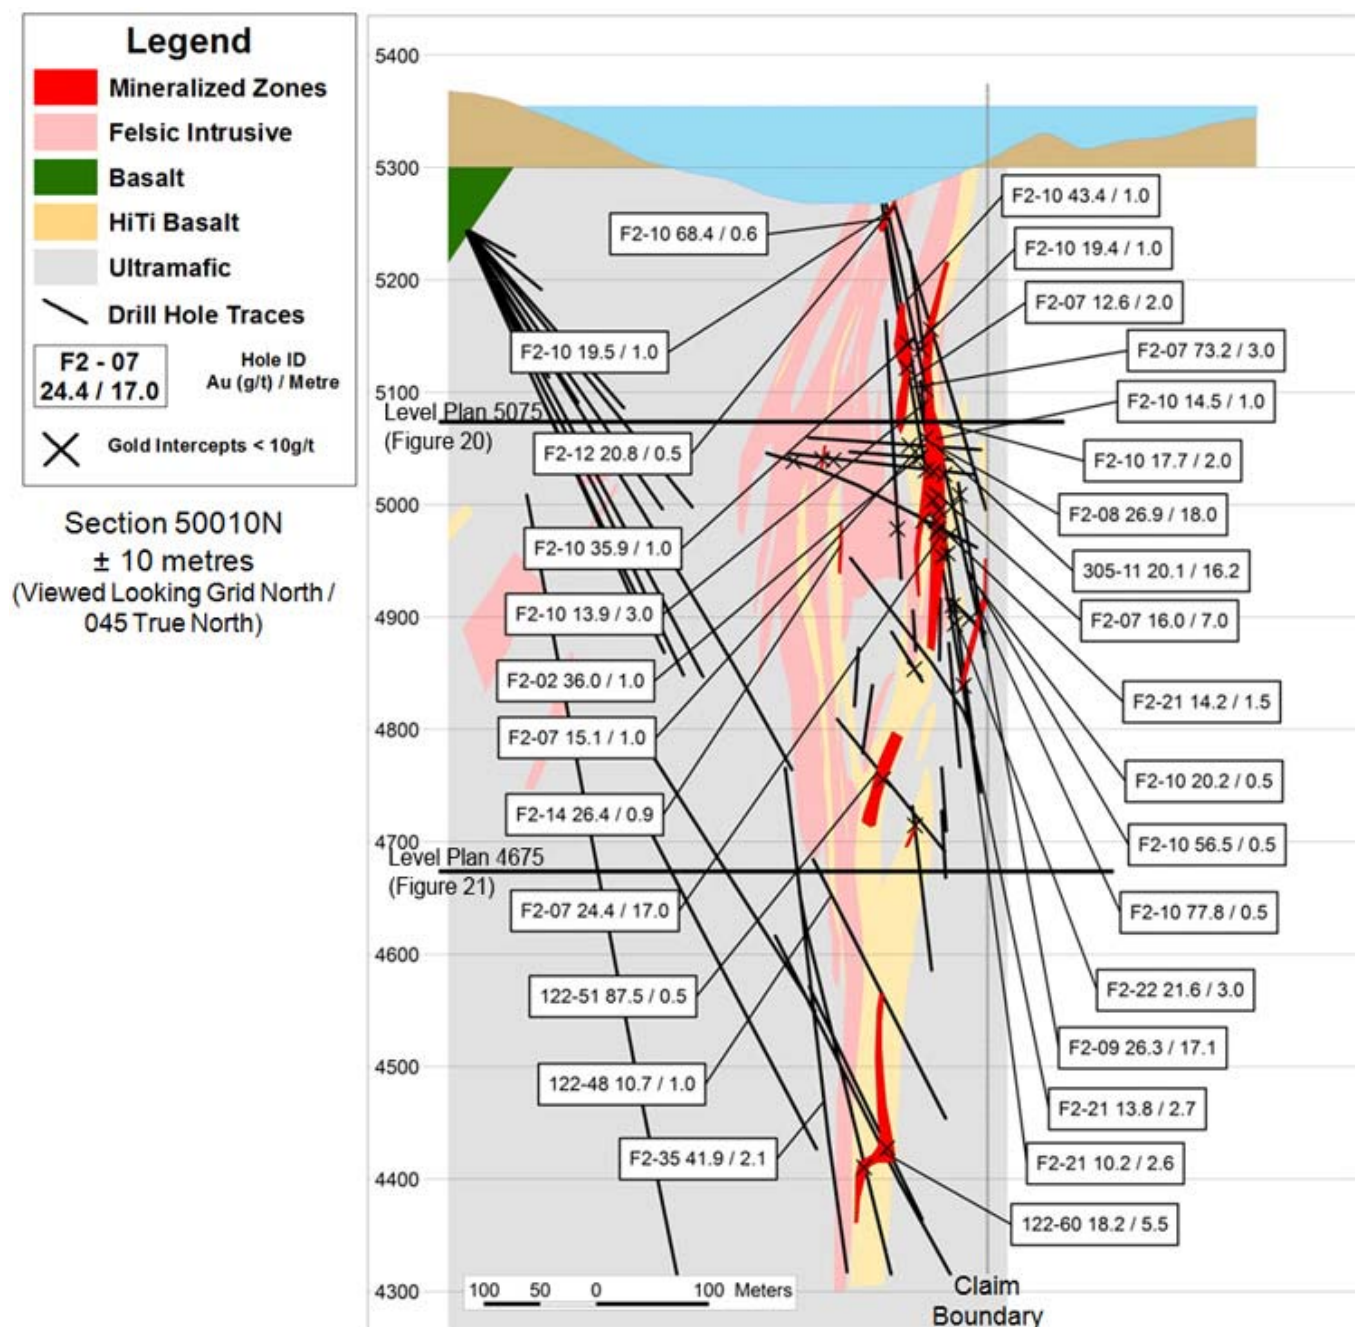 Legend
Mineralized Zones
Felsic Intrusive
Basalt
HiTi Basalt
Ultramafic
Drill Hole Traces
F2 - 07
24.4 / 17.0
Hole ID
Au (g/t) / Metre
Gold Intercepts < 10g/t
Section 50010N
± 10 metres
(Viewed Looking Grid North /
045 True North)
5400
5300
5200
5100
Level Plan 5075
(Figure 20)
5000
4900
4800
4700
Level Plan 4675
(Figure 21)
4600
4500
4400
4300
F2-10 68.4 / 0.6
F2-10 19.5 / 1.0
F2-12 20.8 / 0.5
F2-10 35.9 / 1.0
F2-10 13.9 / 3.0
F2-02 36.0 / 1.0
F2-07 15.1 / 1.0
F2-14 26.4 / 0.9
F2-07 24.4 / 17.0
122-51 87.5 / 0.5
122-48 10.7 / 1.0
F2-35 41.9 / 2.1
F2-10 43.4 / 1.0
F2-10 19.4 / 1.0
F2-07 12.6 / 2.0
F2-07 73.2 / 3.0
F2-10 14.5 / 1.0
F2-10 17.7 / 2.0
F2-08 26.9 / 18.0
305-11 20.1 / 16.2
F2-07 16.0 / 7.0
F2-21 14.2 / 1.5
F2-10 20.2 / 0.5
F2-10 56.5 / 0.5
F2-10 77.8 / 0.5
F2-22 21.6 / 3.0
F2-09 26.3 / 17.1
F2-21 13.8 / 2.7
F2-21 10.2 / 2.6
122-60 18.2 / 5.5
100 50 0 100 Meters
Claim
Boundary